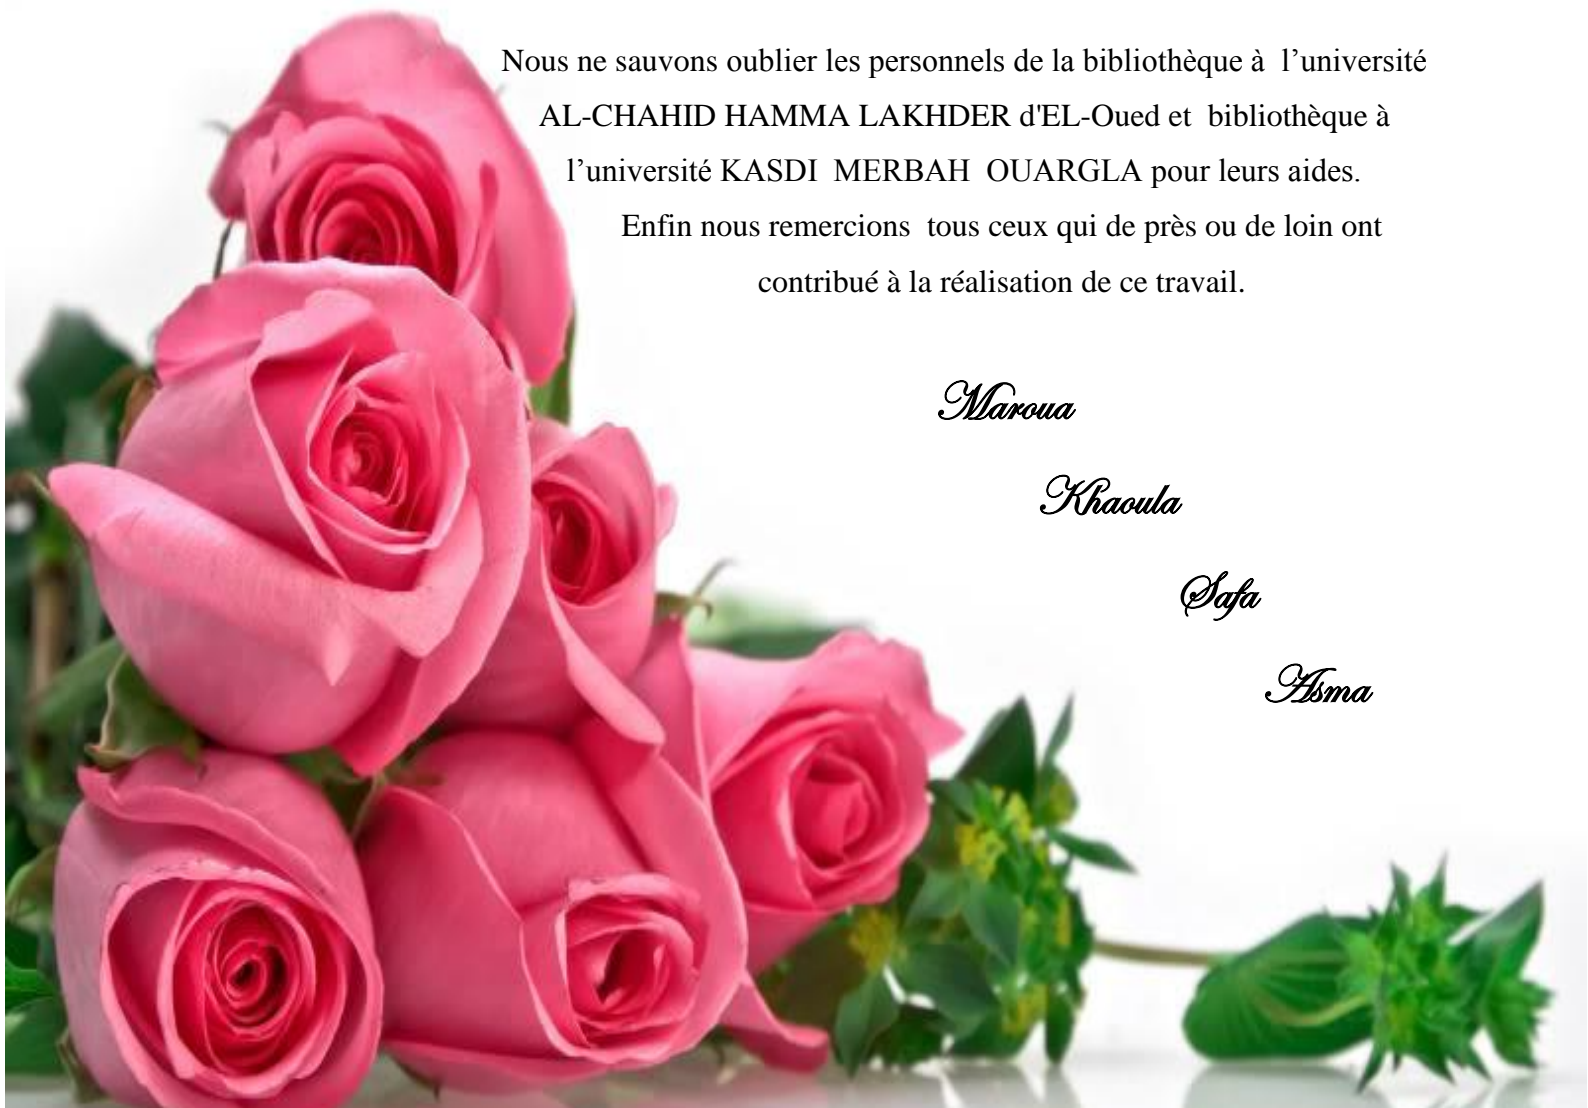 Nous ne sauvons oublier les personnels de la bibliothèque à l’université
AL-CHAHID HAMMA LAKHDER d'EL-Oued et bibliothèque à
l’université KASDI MERBAH OUARGLA pour leurs aides.
Enfin nous remercions tous ceux qui de près ou de loin ont
contribué à la réalisation de ce travail.
Maroua
Khaoula
Safa
Asma